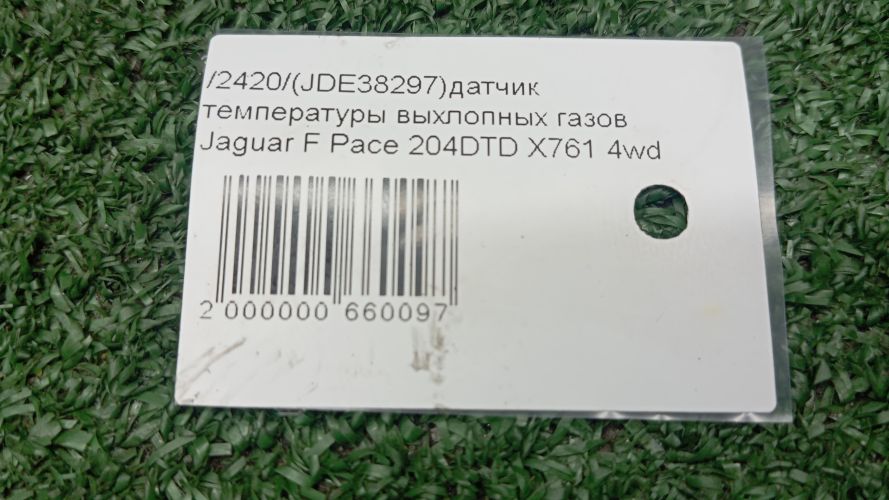 /2420/(JDE38297)датчик
температуры выхлопных газов
Jaguar F Pace 204DTD X761 4wd
2 000000 660097